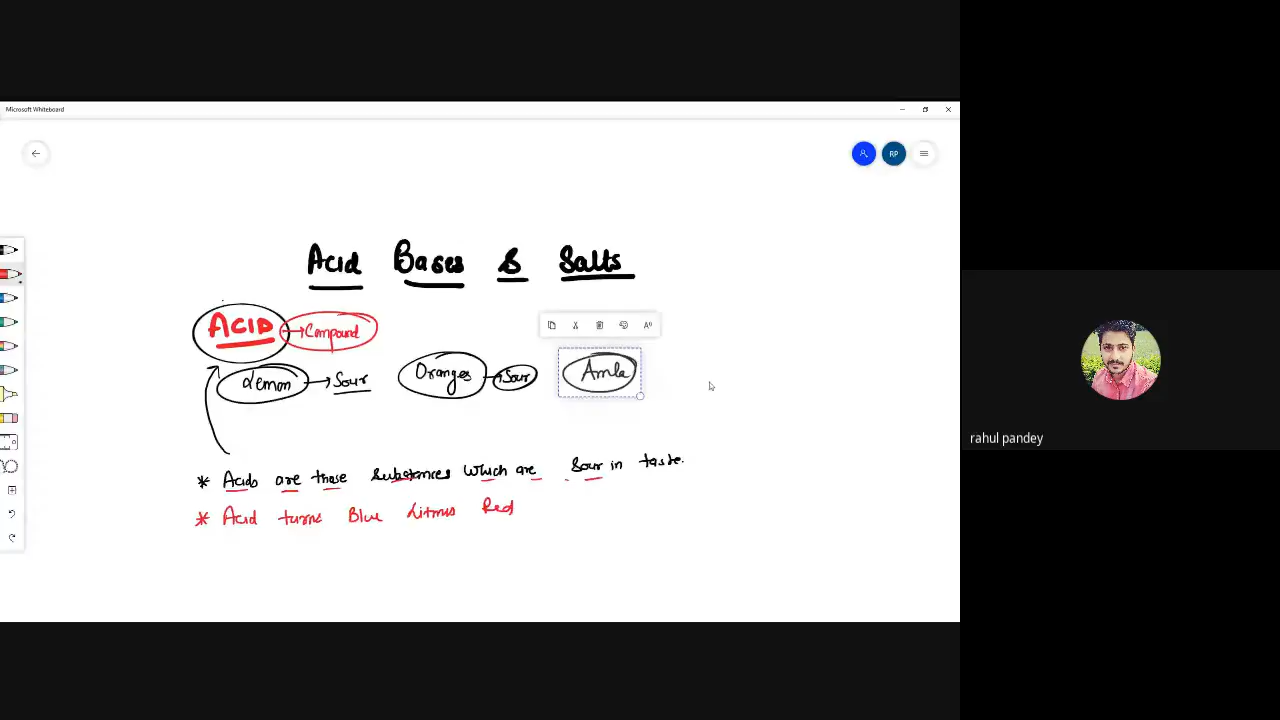 Microsoft Whiteboard
RP
Acid Bases & Salts
ACID → Compound
Lemon → Sour Oranges → Sour Amla
* Acids are those substances which are sour in taste.
* Acid turns Blue Litmus Red
rahul pandey